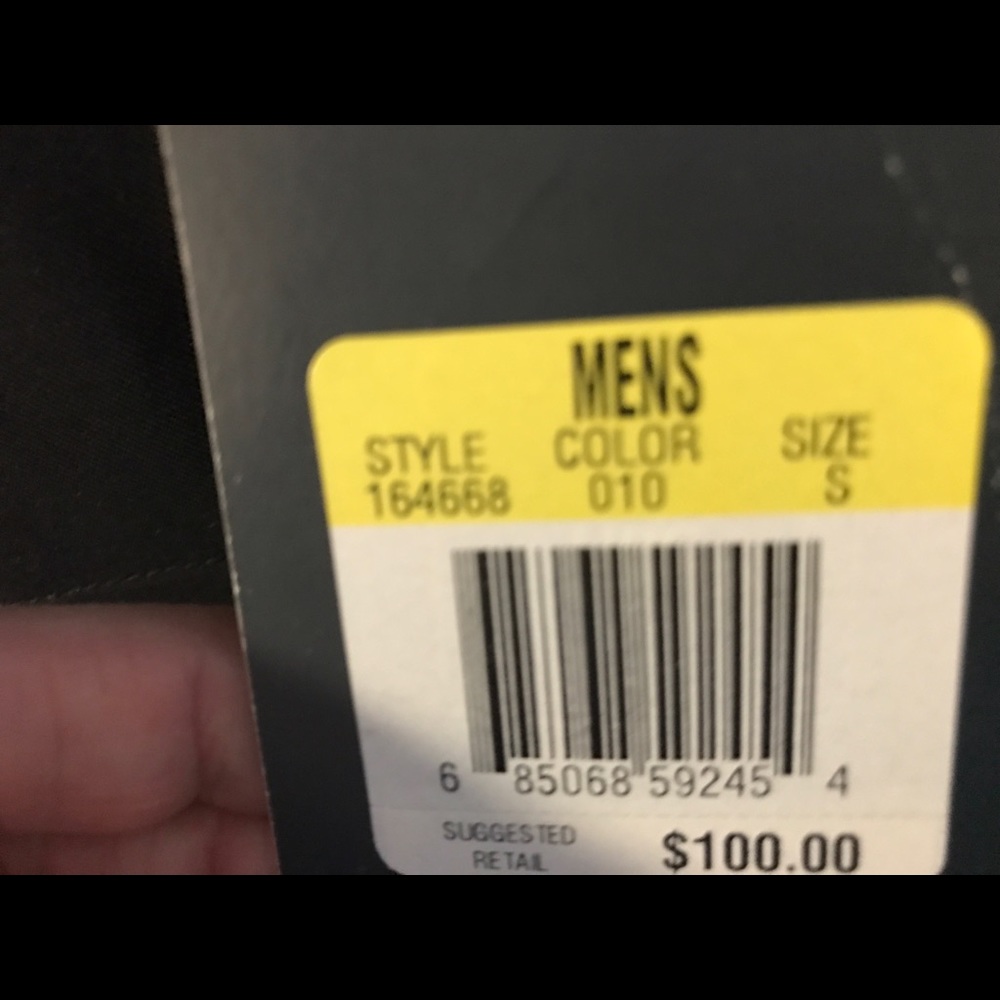 MENS
STYLE COLOR SIZE
164668 010 S
6 85068 59245 4
SUGGESTED
RETAIL $100.00